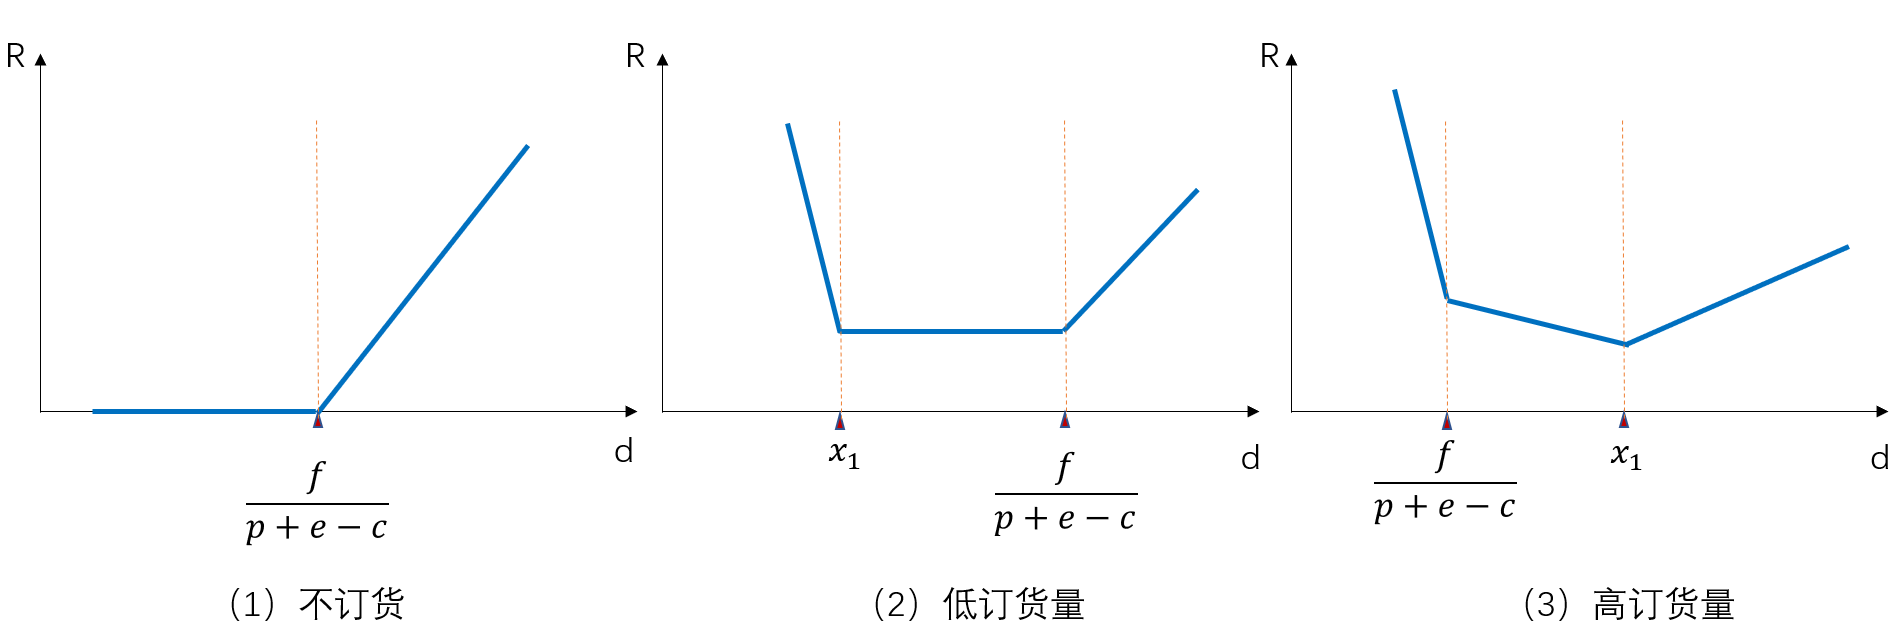 R
R
R
d
x₁
d
x₁
d
f
p + e − c
f
p + e − c
f
p + e − c
（1）不订货
（2）低订货量
（3）高订货量